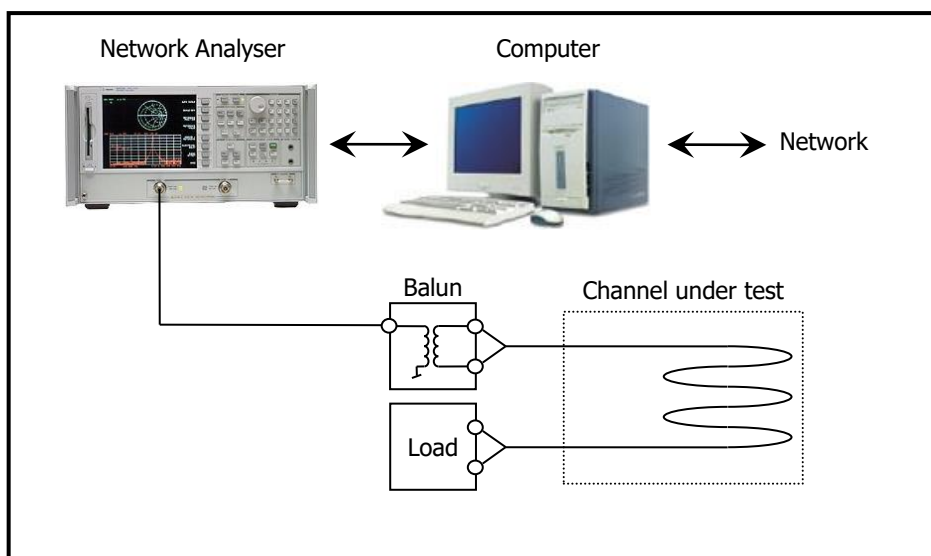 Network Analyser
Computer
Network
Balun
Channel under test
Load